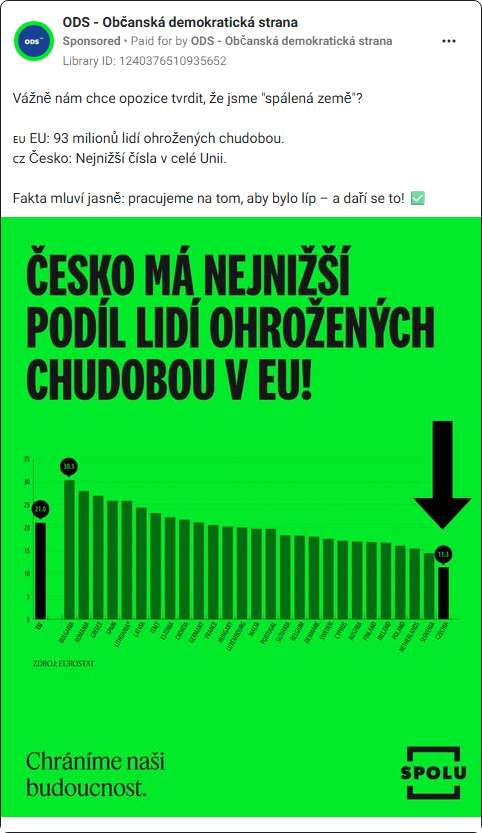 ODS - Občanská demokratická strana
Sponsored • Paid for by ODS - Občanská demokratická strana
Library ID: 1240376510935652
ODS
Vážně nám chce opozice tvrdit, že jsme "spálená země"?
EU EU: 93 milionů lidí ohrožených chudobou.
CZ Česko: Nejnižší čísla v celé Unii.
Fakta mluví jasně: pracujeme na tom, aby bylo líp – a daří se to! ✅
ČESKO MÁ NEJNIŽŠÍ
PODÍL LIDÍ OHROŽENÝCH
CHUDOBOU V EU!
35
30
25
20
15
10
5
0
21.0
30.3
11.3
EU
BULGARIA
ROMANIA
GREECE
SPAIN
LITHUANIA*
LATVIA
ITALY
ESTONIA
CROATIA
GERMANY
FRANCE
HUNGARY
LUXEMBOURG
MALTA
PORTUGAL
SLOVAKIA
BELGIUM
DENMARK
SWEDEN
CYPRUS
AUSTRIA
FINLAND
IRELAND
POLAND
NETHERLANDS
SLOVENIA
CZECHIA
ZDROJ: EUROSTAT
Chráníme naši
budoucnost.
SPOLU